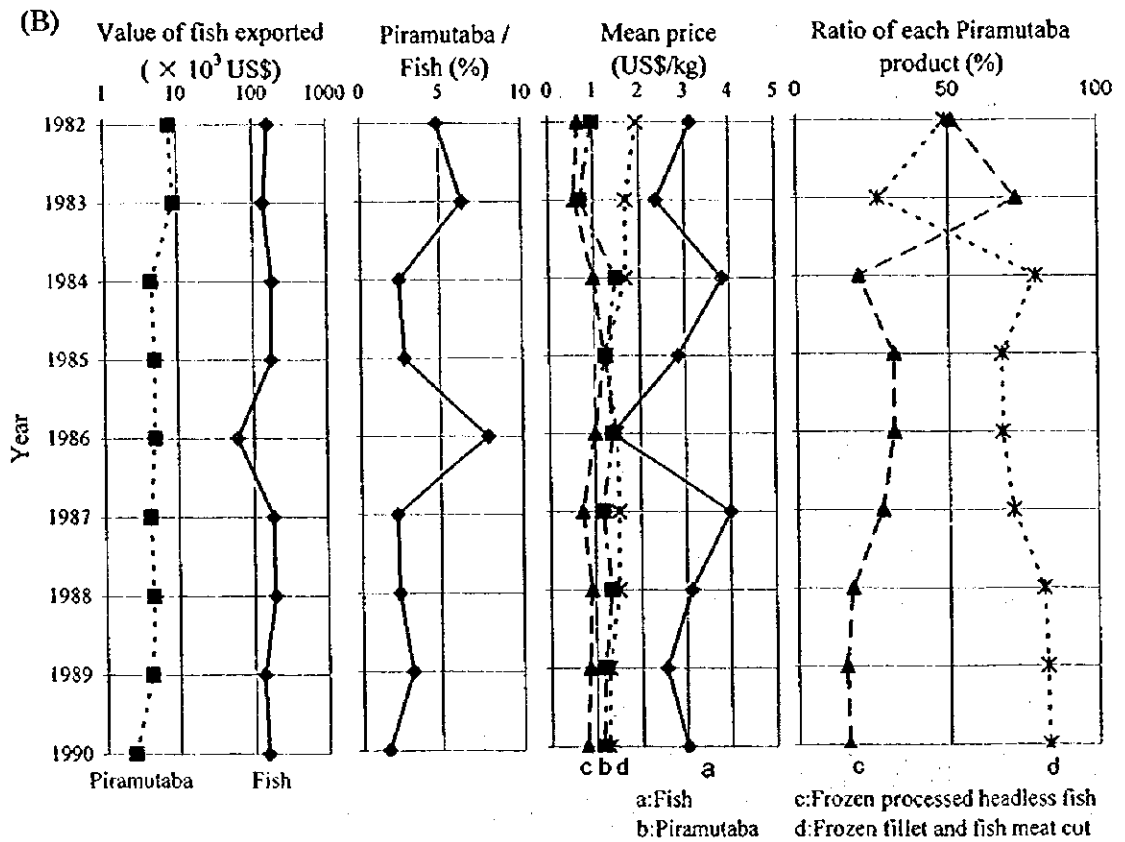 (B)
Value of fish exported
( × 10³ US$)
Piramutaba /
Fish (%)
Mean price
(US$/kg)
Ratio of each Piramutaba
product (%)
1 10 100 1000
0 5 10
0 1 2 3 4 5
0 50 100
1982
1983
1984
1985
1986
1987
1988
1989
1990
Year
Piramutaba Fish
c b d a
c d
a:Fish
b:Piramutaba
c:Frozen processed headless fish
d:Frozen fillet and fish meat cut